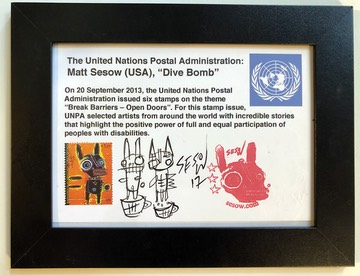 The United Nations Postal Administration:
Matt Sesow (USA), "Dive Bomb"
On 20 September 2013, the United Nations Postal
Administration issued six stamps on the theme
"Break Barriers – Open Doors". For this stamp issue,
UNPA selected artists from around the world with incredible stories
that highlight the positive power of full and equal participation of
peoples with disabilities.
SESOW
17
SESOW
sesow.com